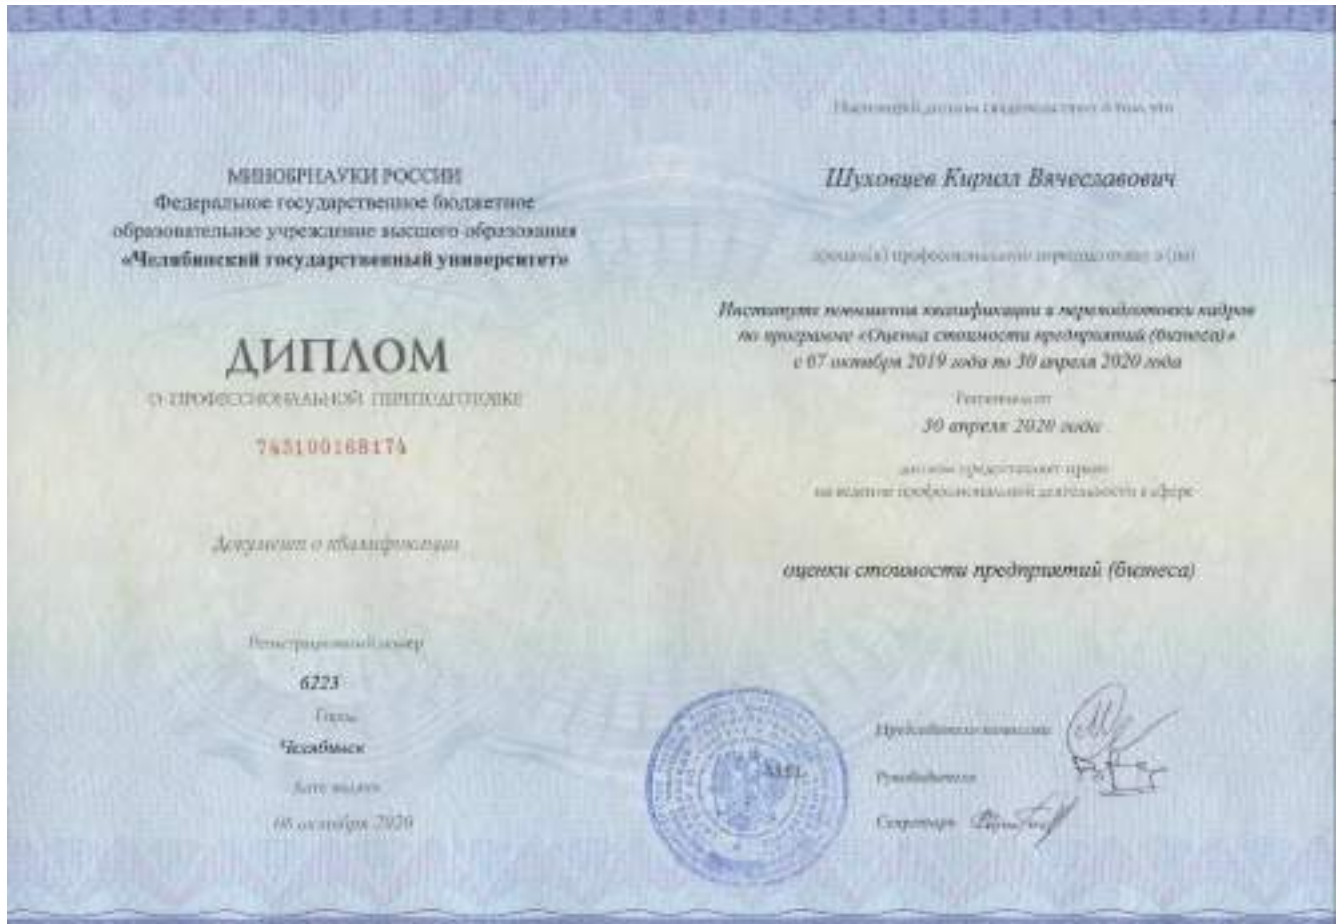 МИНОБРНАУКИ РОССИИ
Федеральное государственное бюджетное
образовательное учреждение высшего образования
«Челябинский государственный университет»
ДИПЛОМ
О ПРОФЕССИОНАЛЬНОЙ ПЕРЕПОДГОТОВКЕ
743100168174
Документ о квалификации
Регистрационный номер
6223
Город
Челябинск
Дата выдачи
октября 2020
Настоящий диплом свидетельствует о том, что
Шуховцев Кирилл Вячеславович
прошел(а) профессиональную переподготовку в (на)
Институте повышения квалификации и переподготовки кадров
по программе «Оценка стоимости предприятий (бизнеса)»
с 07 октября 2019 года по 30 апреля 2020 года
Решением от
30 апреля 2020 года
диплом предоставляет право
на ведение профессиональной деятельности в сфере
оценки стоимости предприятий (бизнеса)
М.П.
Председатель комиссии
Руководитель
Секретарь